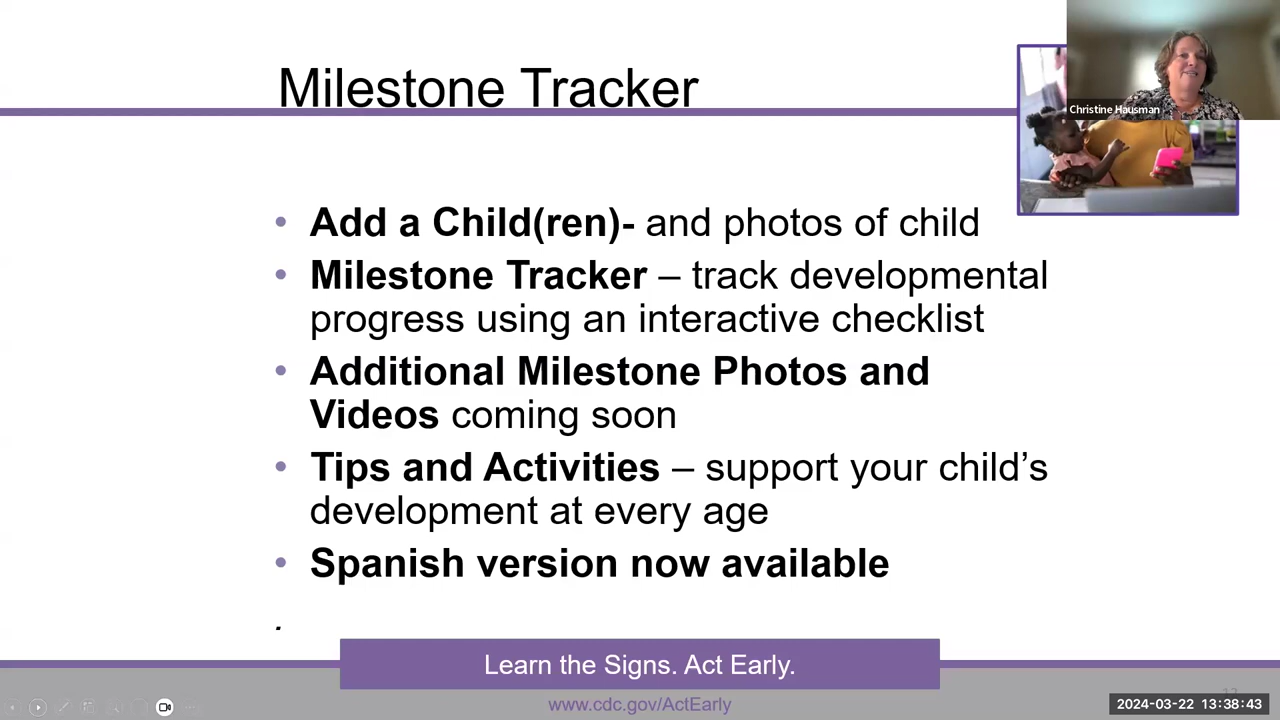 Milestone Tracker
Christine Hausman
• Add a Child(ren)- and photos of child
• Milestone Tracker – track developmental
progress using an interactive checklist
• Additional Milestone Photos and
Videos coming soon
• Tips and Activities – support your child’s
development at every age
• Spanish version now available
.
Learn the Signs. Act Early.
www.cdc.gov/ActEarly
12
2024-03-22 13:38:43